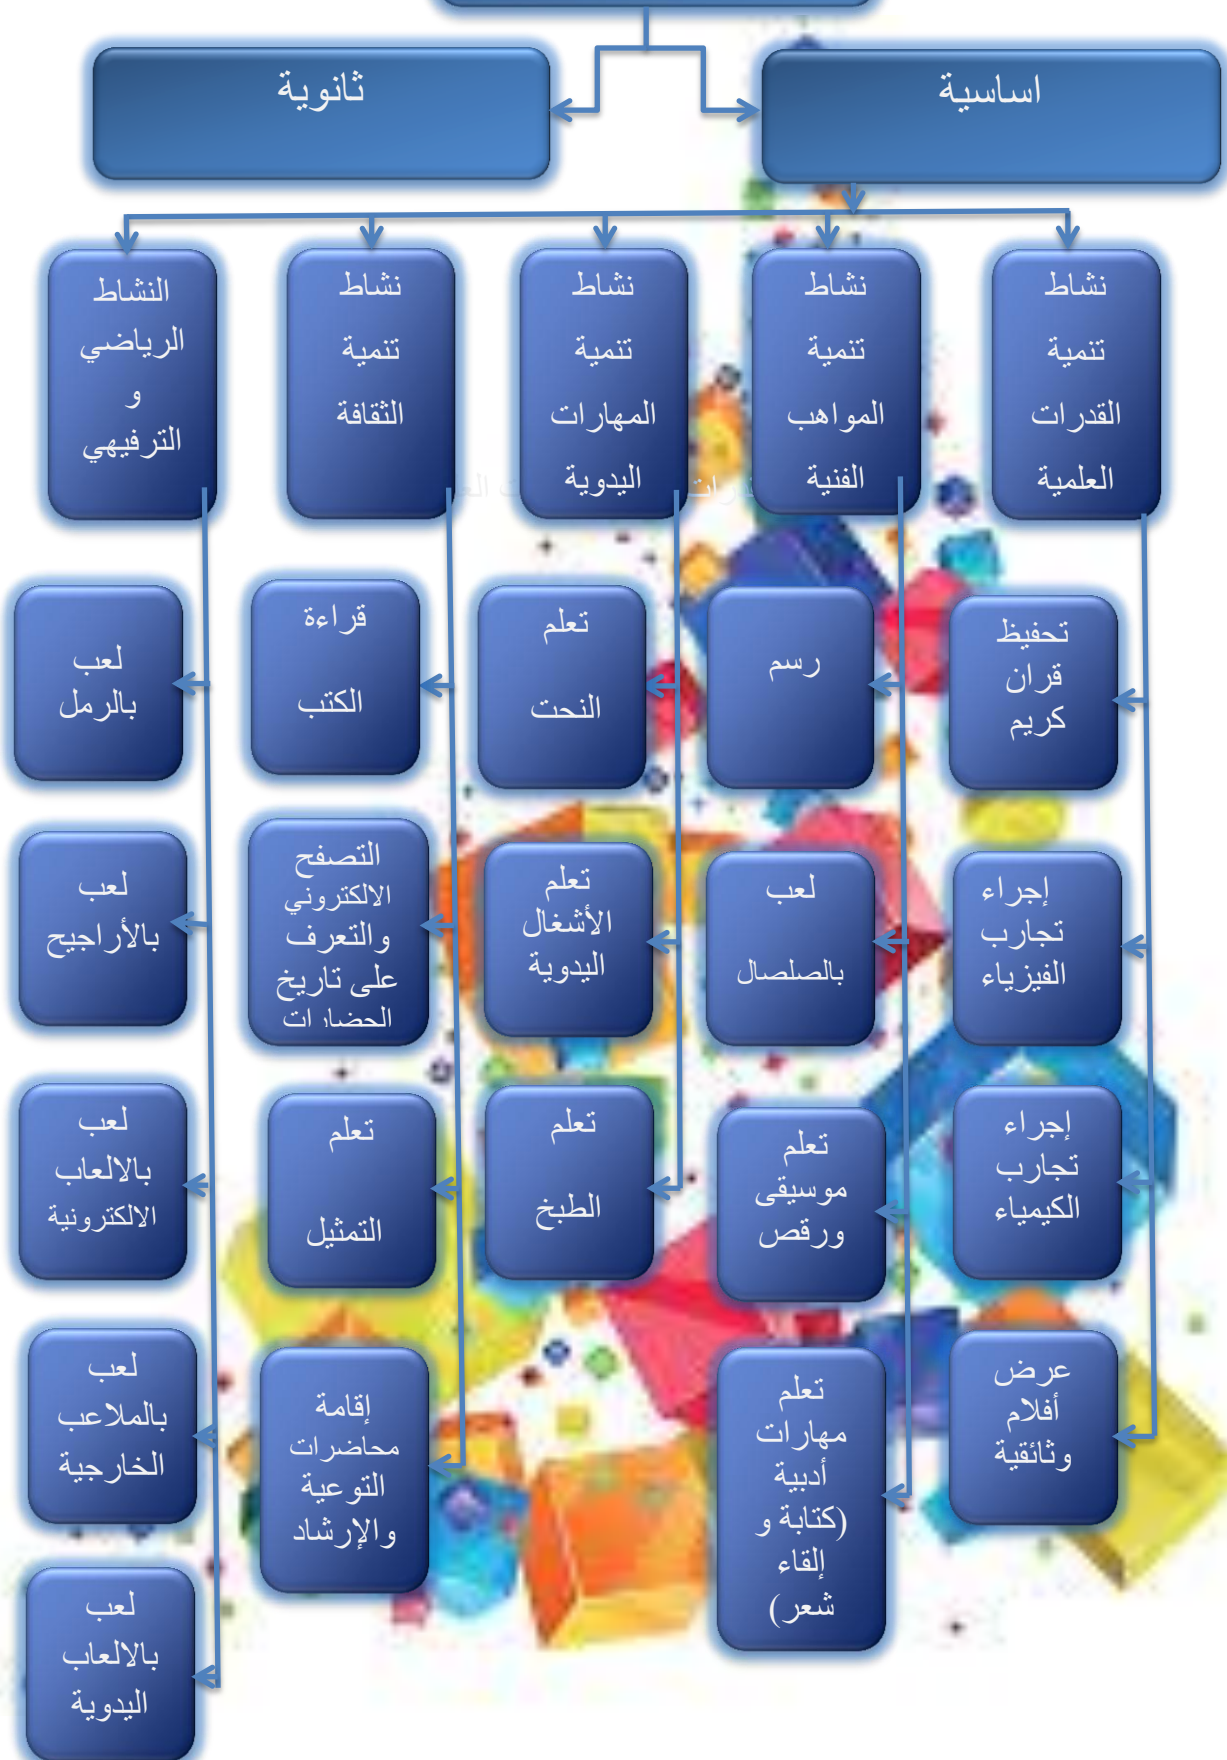 اساسية
ثانوية
نشاط
تنمية
القدرات
العلمية
نشاط
تنمية
المواهب
الفنية
نشاط
تنمية
المهارات
اليدوية
نشاط
تنمية
الثقافة
النشاط
الرياضي
و
الترفيهي
تحفيظ
قران
كريم
إجراء
تجارب
الفيزياء
إجراء
تجارب
الكيمياء
عرض
أفلام
وثائقية
رسم
لعب
بالصلصال
تعلم
موسيقى
ورقص
تعلم
مهارات
أدبية
(كتابة و
إلقاء
شعر)
تعلم
النحت
تعلم
الأشغال
اليدوية
تعلم
الطبخ
قراءة
الكتب
التصفح
الالكتروني
والتعرف
على تاريخ
الحضارات
تعلم
التمثيل
إقامة
محاضرات
التوعية
والإرشاد
لعب
بالرمل
لعب
بالأراجيح
لعب
بالالعاب
الالكترونية
لعب
بالملاعب
الخارجية
لعب
بالالعاب
اليدوية